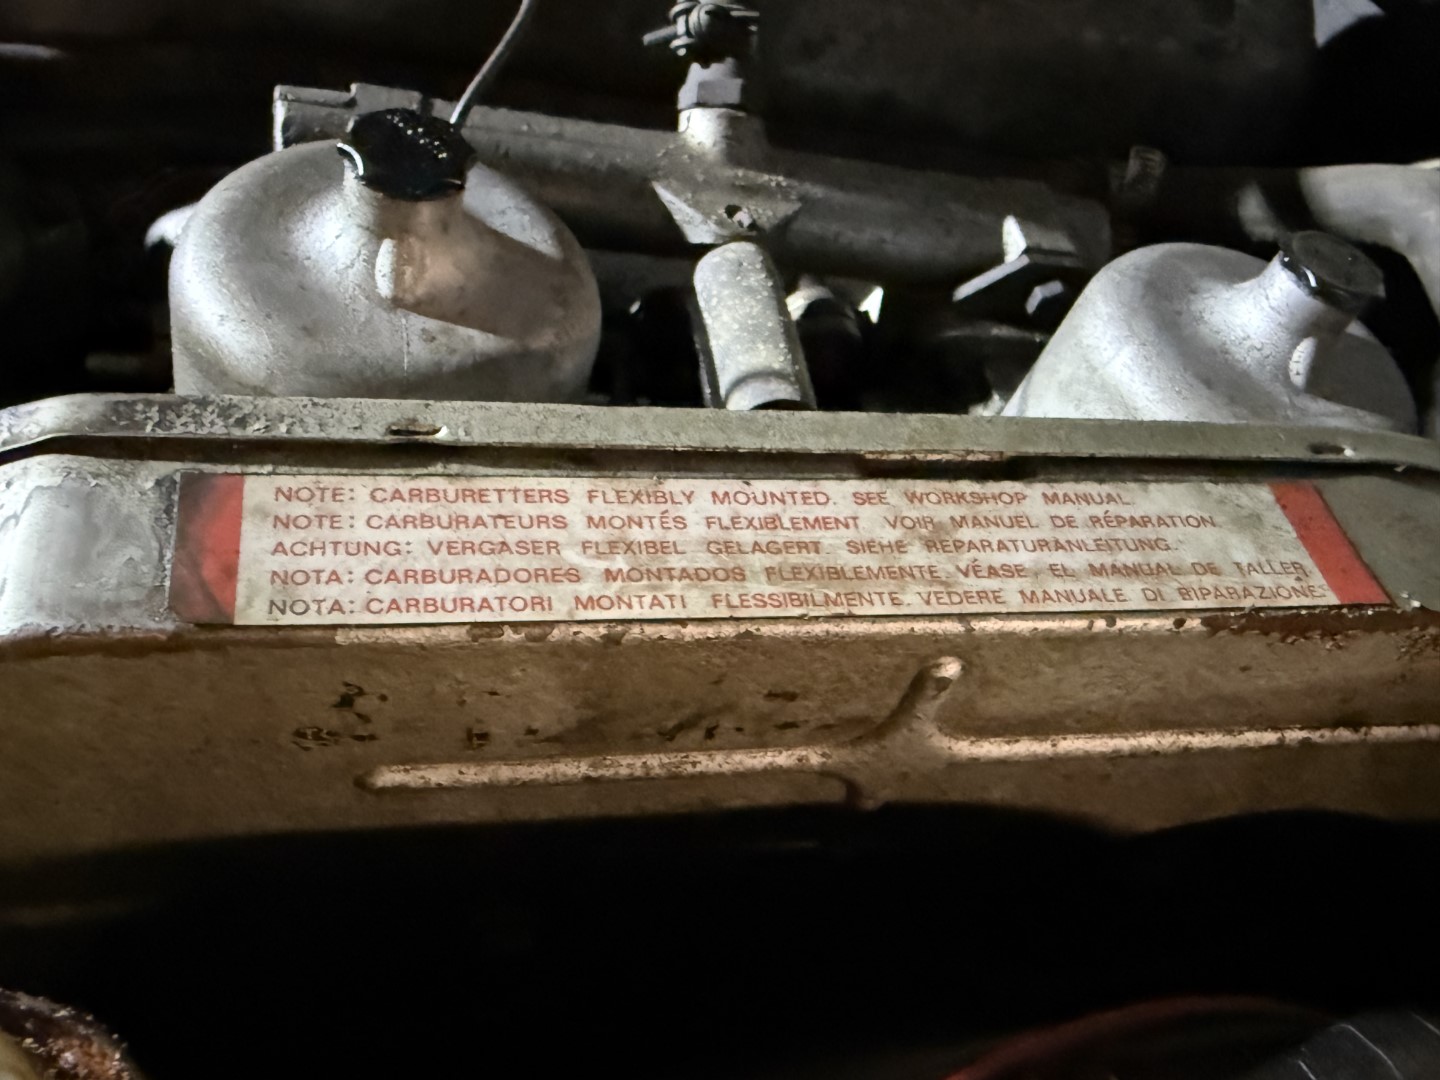 NOTE: CARBURETTERS FLEXIBLY MOUNTED. SEE WORKSHOP MANUAL.
NOTE: CARBURATEURS MONTÉS FLEXIBLEMENT. VOIR MANUEL DE RÉPARATION.
ACHTUNG: VERGASER FLEXIBEL GELAGERT. SIEHE REPARATURANLEITUNG.
NOTA: CARBURADORES MONTADOS FLEXIBLEMENTE. VÉASE EL MANUAL DE TALLER.
NOTA: CARBURATORI MONTATI FLESSIBILMENTE. VEDERE MANUALE DI RIPARAZIONE.